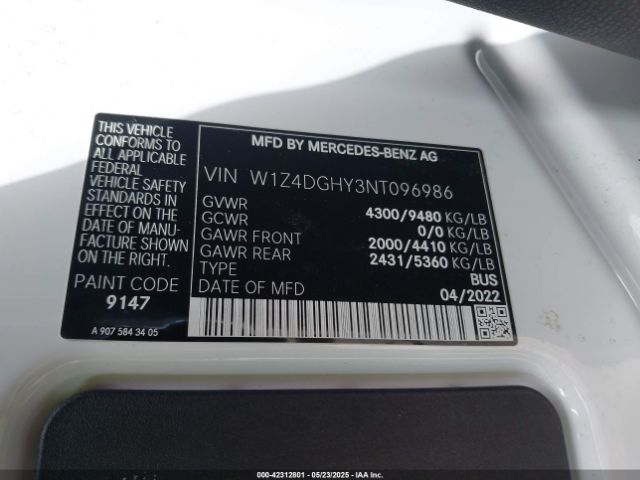 THIS VEHICLE
CONFORMS TO
ALL APPLICABLE
FEDERAL
VEHICLE SAFETY
STANDARDS
IN EFFECT ON THE
DATE OF MANU-
FACTURE SHOWN
ON THE RIGHT.
PAINT CODE
9147
A 907 584 34 05
MFD BY MERCEDES-BENZ AG
VIN W1Z4DGHY3NT096986
GVWR 4300/9480 KG/LB
GCWR 0/0 KG/LB
GAWR FRONT 2000/4410 KG/LB
GAWR REAR 2431/5360 KG/LB
TYPE BUS
DATE OF MFD 04/2022
000-42312801 - 05/23/2025 - IAAI Inc.